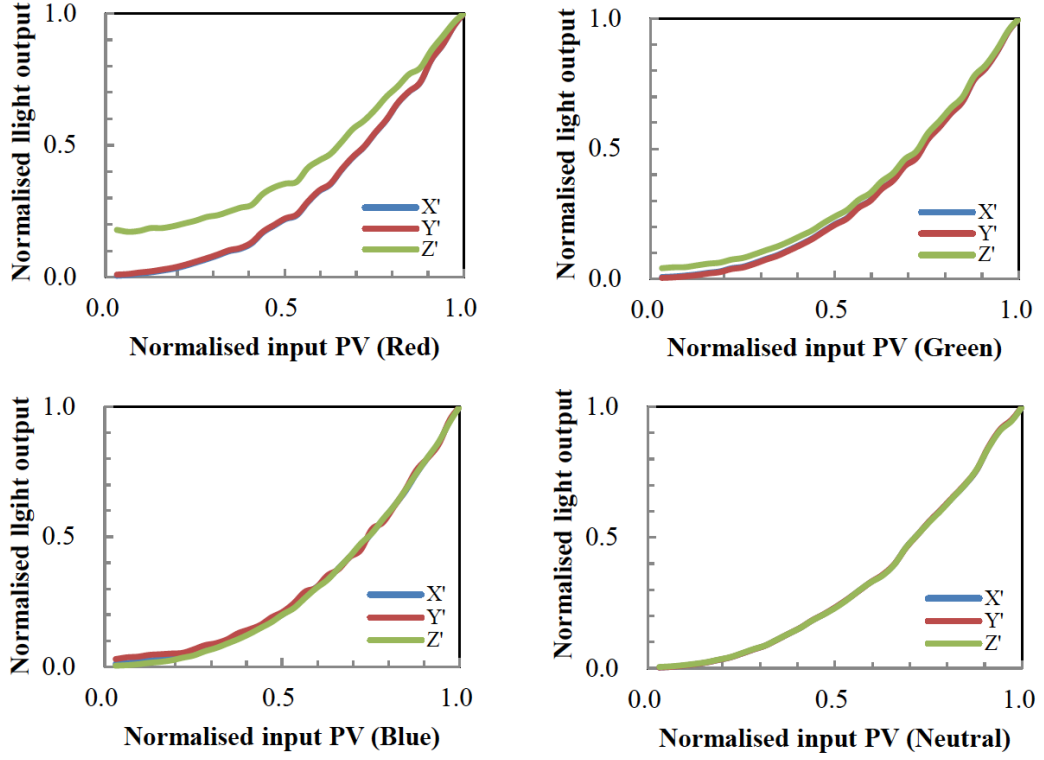 Normalised llight output
1.0
0.5
0.0
X'
Y'
Z'
0.0 0.5 1.0
Normalised input PV (Red)
Normalised light output
1.0
0.5
0.0
X'
Y'
Z'
0.0 0.5 1.0
Normalised input PV (Green)
Normalised llgiht output
1.0
0.5
0.0
X'
Y'
Z'
0.0 0.5 1.0
Normalised input PV (Blue)
Normalised light output
1.0
0.5
0.0
X'
Y'
Z'
0.0 0.5 1.0
Normalised input PV (Neutral)